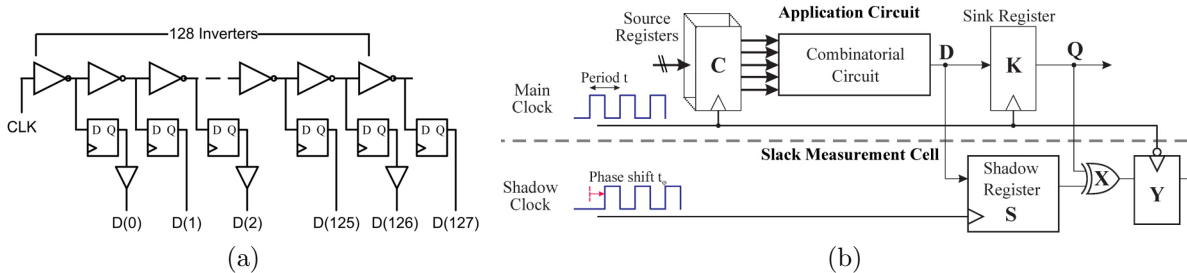 128 Inverters
CLK
D Q
D Q
D Q
D Q
D Q
D Q
D(0)
D(1)
D(2)
D(125)
D(126)
D(127)
(a)
Application Circuit
Source
Registers
Sink Register
C
Combinatorial
Circuit
D
K
Q
Main
Clock
Period t
Slack Measurement Cell
Shadow
Clock
Phase shift tₒ
Shadow
Register
S
X
Y
(b)